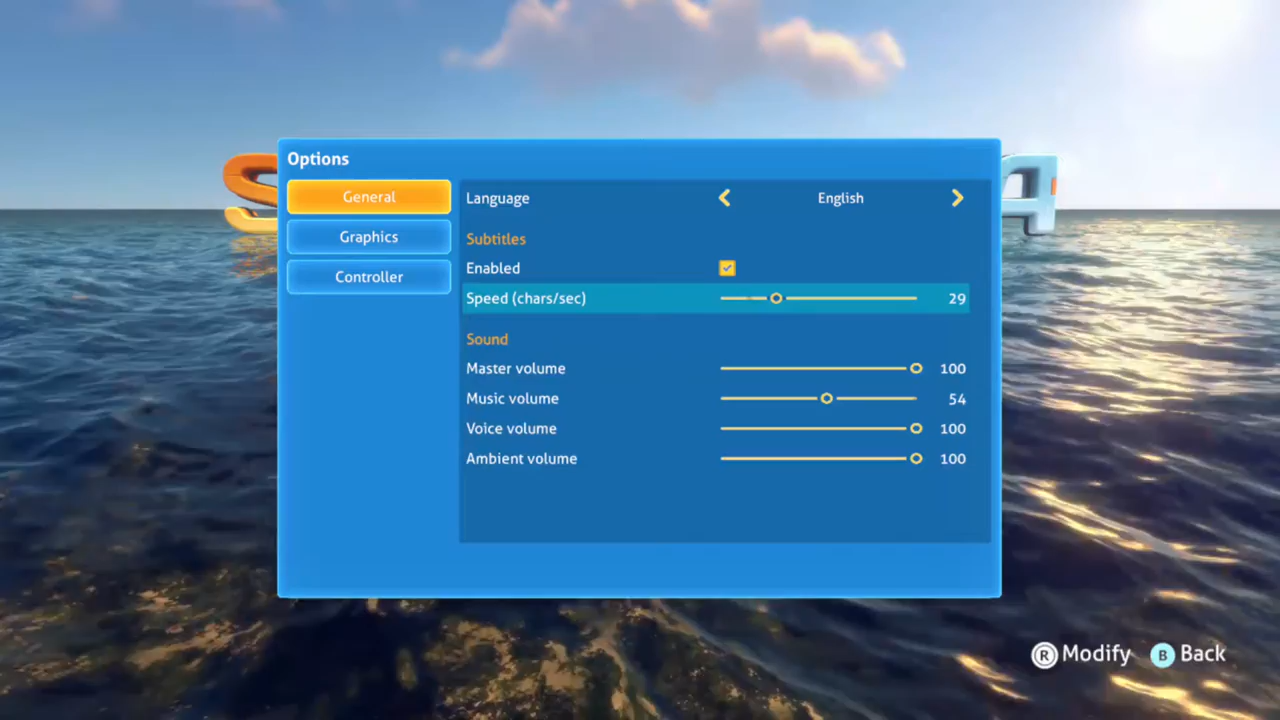 Options
General
Graphics
Controller
Language English
Subtitles
Enabled
Speed (chars/sec) 29
Sound
Master volume 100
Music volume 54
Voice volume 100
Ambient volume 100
R Modify B Back